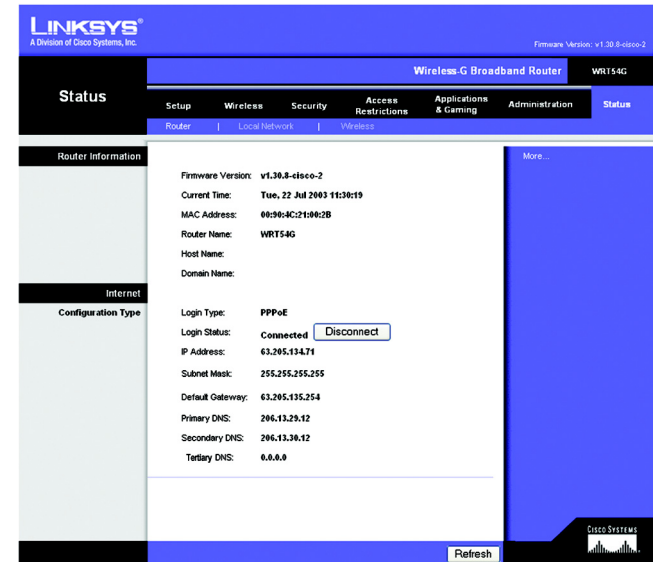 LINKSYS®
A Division of Cisco Systems, Inc.
Firmware Version: v1.30.8-cisco-2
Wireless-G Broadband Router WRT54G
Status
Setup Wireless Security Access Restrictions Applications & Gaming Administration Status
Router | Local Network | Wireless
Router Information
More...
Firmware Version: v1.30.8-cisco-2
Current Time: Tue, 22 Jul 2003 11:30:19
MAC Address: 00:90:4C:21:00:2B
Router Name: WRT54G
Host Name:
Domain Name:
Internet
Configuration Type
Login Type: PPPoE
Login Status: Connected Disconnect
IP Address: 63.205.134.71
Subnet Mask: 255.255.255.255
Default Gateway: 63.205.135.254
Primary DNS: 206.13.29.12
Secondary DNS: 206.13.30.12
Tertiary DNS: 0.0.0.0
CISCO SYSTEMS
Refresh